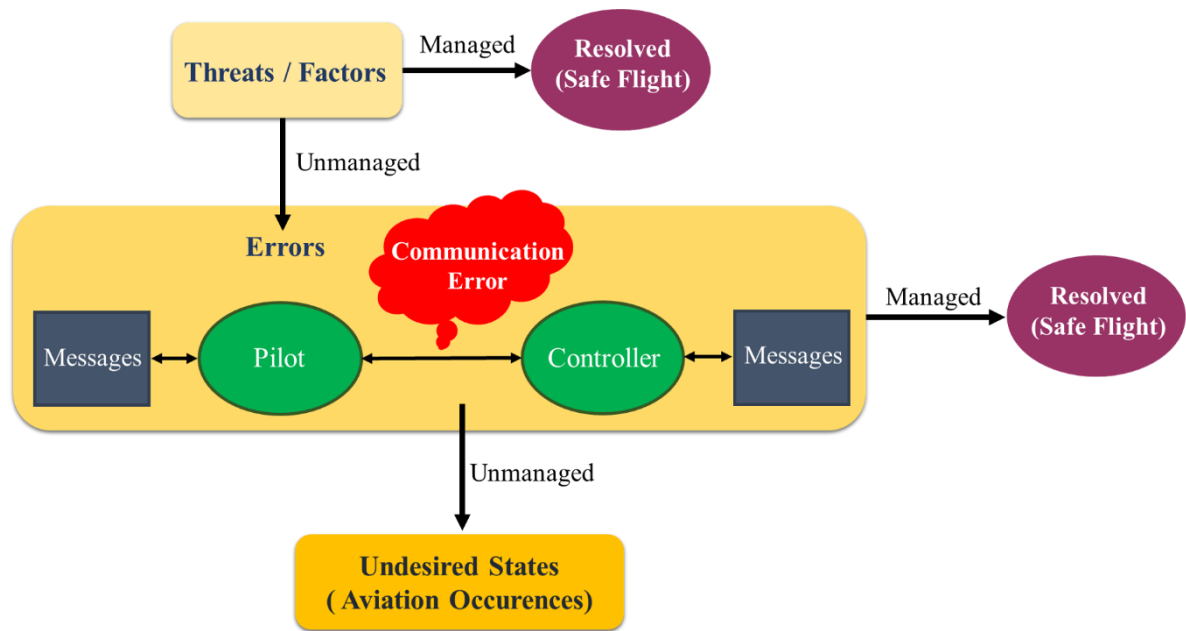 Threats / Factors
Managed
Resolved
(Safe Flight)
Unmanaged
Errors
Communication
Error
Messages
Pilot
Controller
Messages
Managed
Resolved
(Safe Flight)
Unmanaged
Undesired States
( Aviation Occurences)